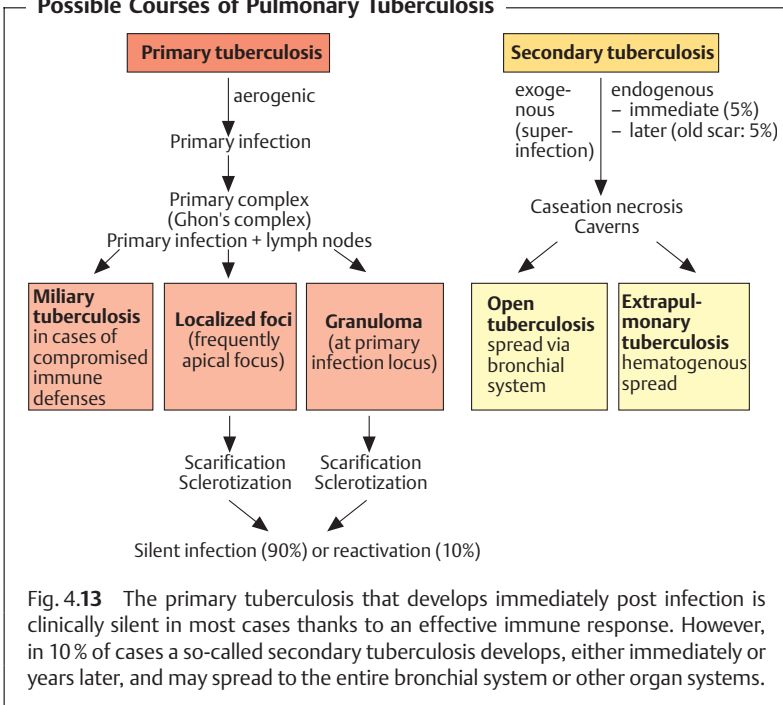 Possible Courses of Pulmonary Tuberculosis
Primary tuberculosis
aerogenic
Primary infection
Primary complex
(Ghon's complex)
Primary infection + lymph nodes
Miliary
tuberculosis
in cases of
compromised
immune
defenses
Localized foci
(frequently
apical focus)
Granuloma
(at primary
infection locus)
Scarification
Sclerotization
Scarification
Sclerotization
Silent infection (90%) or reactivation (10%)
Secondary tuberculosis
exoge-
nous
(super-
infection)
endogenous
– immediate (5%)
– later (old scar: 5%)
Caseation necrosis
Caverns
Open
tuberculosis
spread via
bronchial
system
Extrapul-
monary
tuberculosis
hematogenous
spread
Fig. 4.13 The primary tuberculosis that develops immediately post infection is
clinically silent in most cases thanks to an effective immune response. However,
in 10 % of cases a so-called secondary tuberculosis develops, either immediately or
years later, and may spread to the entire bronchial system or other organ systems.